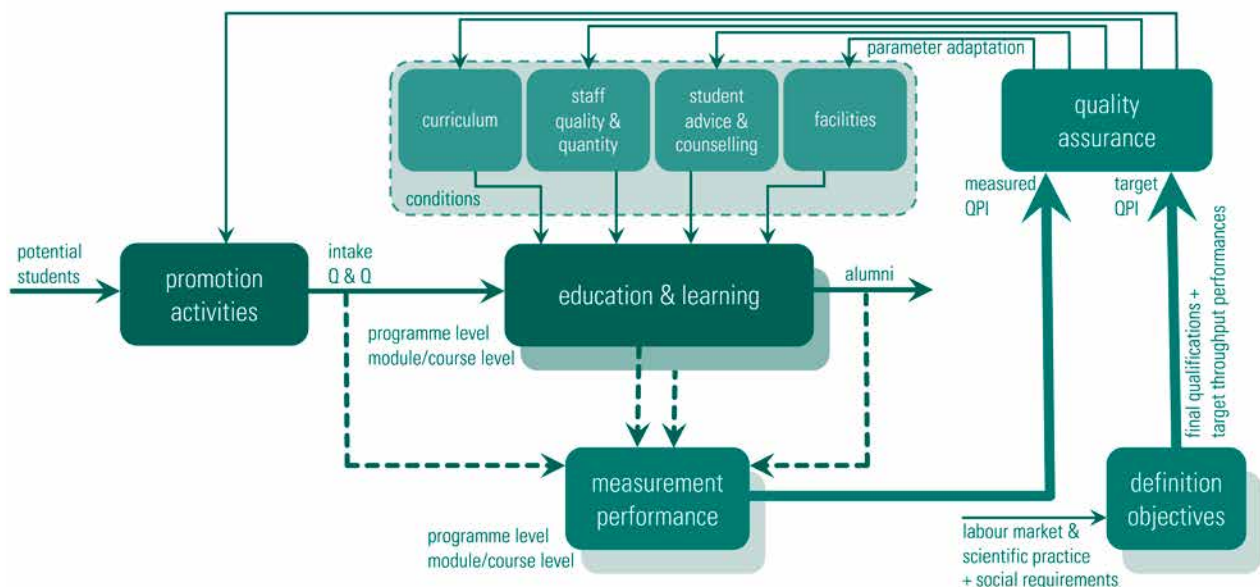 parameter adaptation
curriculum
staff
quality &
quantity
student
advice &
counselling
facilities
quality
assurance
conditions
measured
QPI
target
QPI
potential
students
promotion
activities
intake
Q & Q
education & learning
alumni
programme level
module/course level
final qualifications +
target throughput performances
measurement
performance
definition
objectives
programme level
module/course level
labour market &
scientific practice
+ social requirements